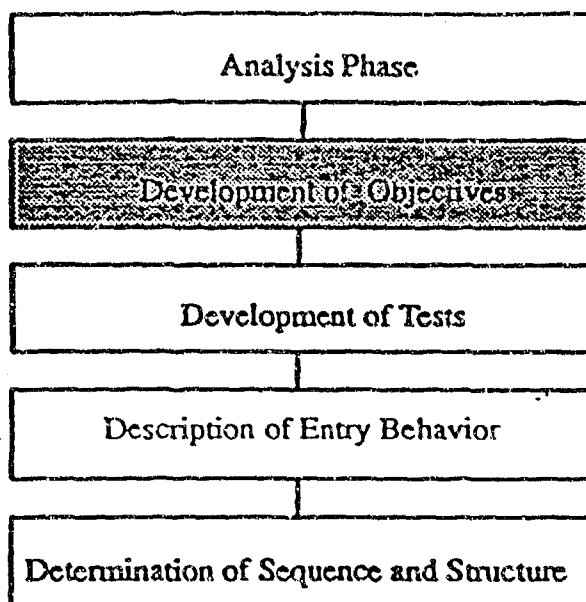 Analysis Phase
Development of Objectives
Development of Tests
Description of Entry Behavior
Determination of Sequence and Structure